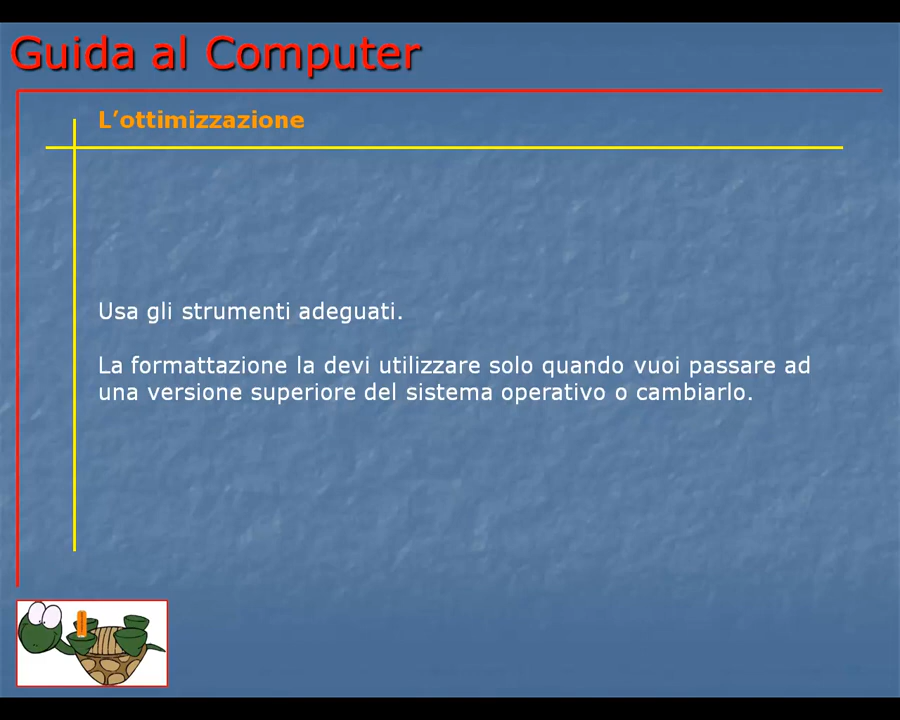 Guida al Computer
L’ottimizzazione
Usa gli strumenti adeguati.
La formattazione la devi utilizzare solo quando vuoi passare ad
una versione superiore del sistema operativo o cambiarlo.